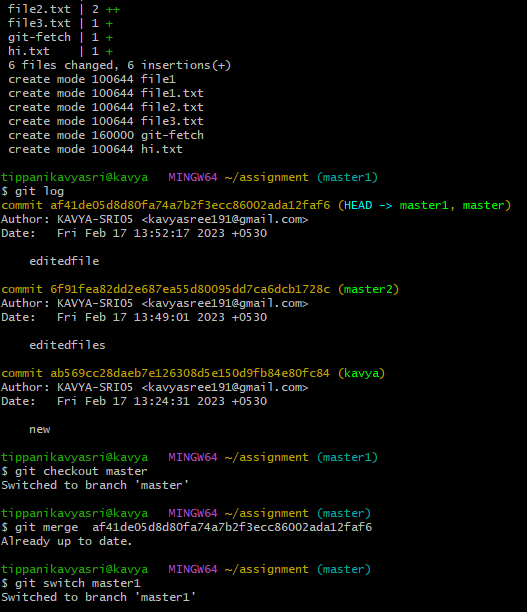 file2.txt | 2 ++
file3.txt | 1 +
git-fetch | 1 +
hi.txt    | 1 +
6 files changed, 6 insertions(+)
create mode 100644 file1
create mode 100644 file1.txt
create mode 100644 file2.txt
create mode 100644 file3.txt
create mode 160000 git-fetch
create mode 100644 hi.txt
tippanikavyasri@kavya MINGW64 ~/assignment (master1)
$ git log
commit af41de05d8d80fa74a7b2f3ecc86002ada12faf6 (HEAD -> master1, master)
Author: KAVYA-SRI05 <kavyasree191@gmail.com>
Date:   Fri Feb 17 13:52:17 2023 +0530
editedfile
commit 6f91fea82dd2e687ea55d80095dd7ca6dcb1728c (master2)
Author: KAVYA-SRI05 <kavyasree191@gmail.com>
Date:   Fri Feb 17 13:49:01 2023 +0530
editedfiles
commit ab569cc28daeb7e126308d5e150d9fb84e80fc84 (kavya)
Author: KAVYA-SRI05 <kavyasree191@gmail.com>
Date:   Fri Feb 17 13:24:31 2023 +0530
new
tippanikavyasri@kavya MINGW64 ~/assignment (master1)
$ git checkout master
Switched to branch 'master'
tippanikavyasri@kavya MINGW64 ~/assignment (master)
$ git merge  af41de05d8d80fa74a7b2f3ecc86002ada12faf6
Already up to date.
tippanikavyasri@kavya MINGW64 ~/assignment (master)
$ git switch master1
Switched to branch 'master1'